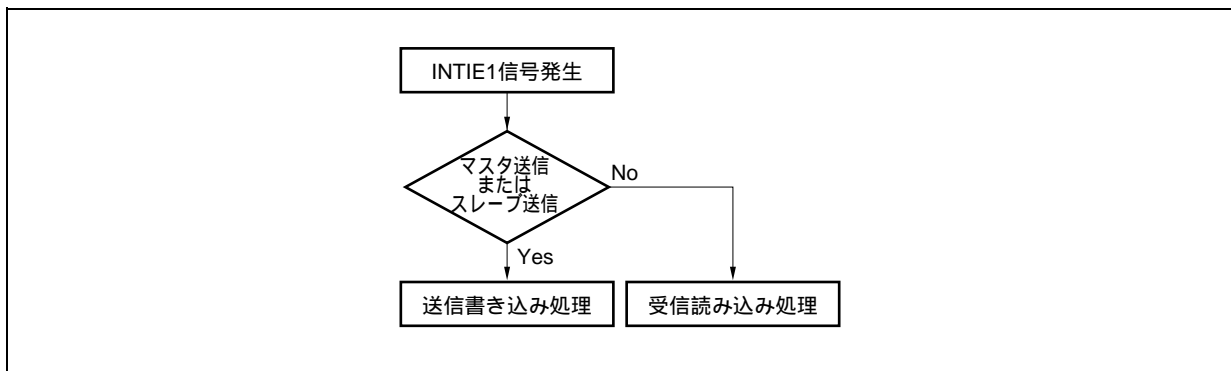 INTIE1信号発生
マスタ送信
または
スレーブ送信
No
Yes
送信書き込み処理
受信読み込み処理